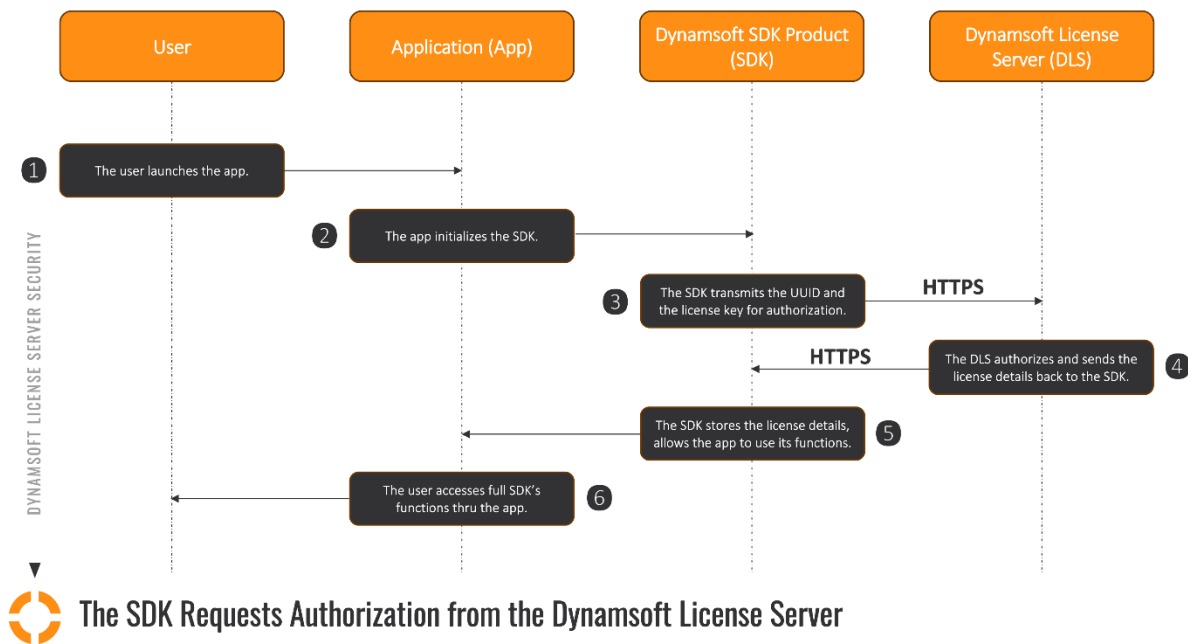 User
Application (App)
Dynamsoft SDK Product
(SDK)
Dynamsoft License
Server (DLS)
1
The user launches the app.
2
The app initializes the SDK.
3
The SDK transmits the UUID and
the license key for authorization.
HTTPS
HTTPS
The DLS authorizes and sends the
license details back to the SDK.
4
The SDK stores the license details,
allows the app to use its functions.
5
The user accesses full SDK’s
functions thru the app.
6
DYNAMSOFT LICENSE SERVER SECURITY
The SDK Requests Authorization from the Dynamsoft License Server